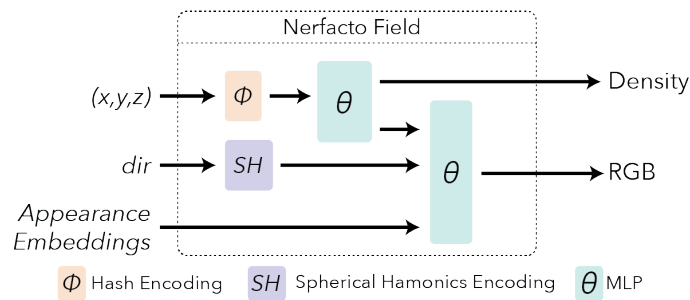 Nerfacto Field
(x,y,z)
Φ
θ
Density
dir
SH
θ
RGB
Appearance
Embeddings
Φ Hash Encoding
SH Spherical Hamonics Encoding
θ MLP